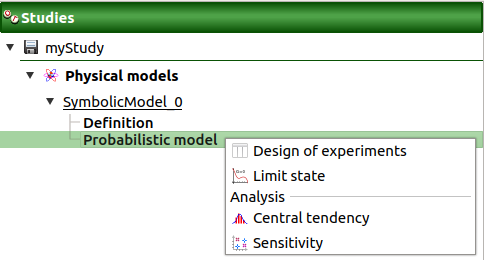 Studies
myStudy
Physical models
SymbolicModel_0
Definition
Probabilistic model
Design of experiments
Limit state
Analysis
Central tendency
Sensitivity